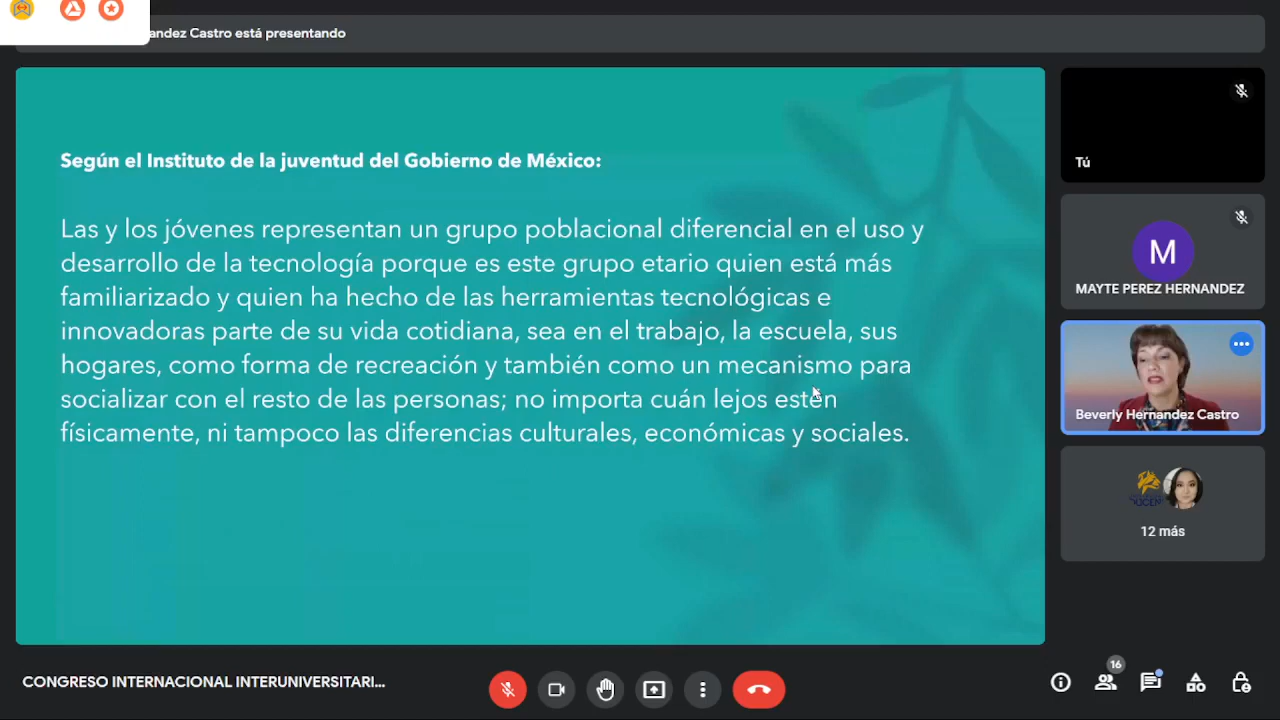 andez Castro está presentando
Según el Instituto de la juventud del Gobierno de México:
Las y los jóvenes representan un grupo poblacional diferencial en el uso y
desarrollo de la tecnología porque es este grupo etario quien está más
familiarizado y quien ha hecho de las herramientas tecnológicas e
innovadoras parte de su vida cotidiana, sea en el trabajo, la escuela, sus
hogares, como forma de recreación y también como un mecanismo para
socializar con el resto de las personas; no importa cuán lejos estén
físicamente, ni tampoco las diferencias culturales, económicas y sociales.
Tú
M
MAYTE PEREZ HERNANDEZ
Beverly Hernandez Castro
12 más
CONGRESO INTERNACIONAL INTERUNIVERSITARI...
16